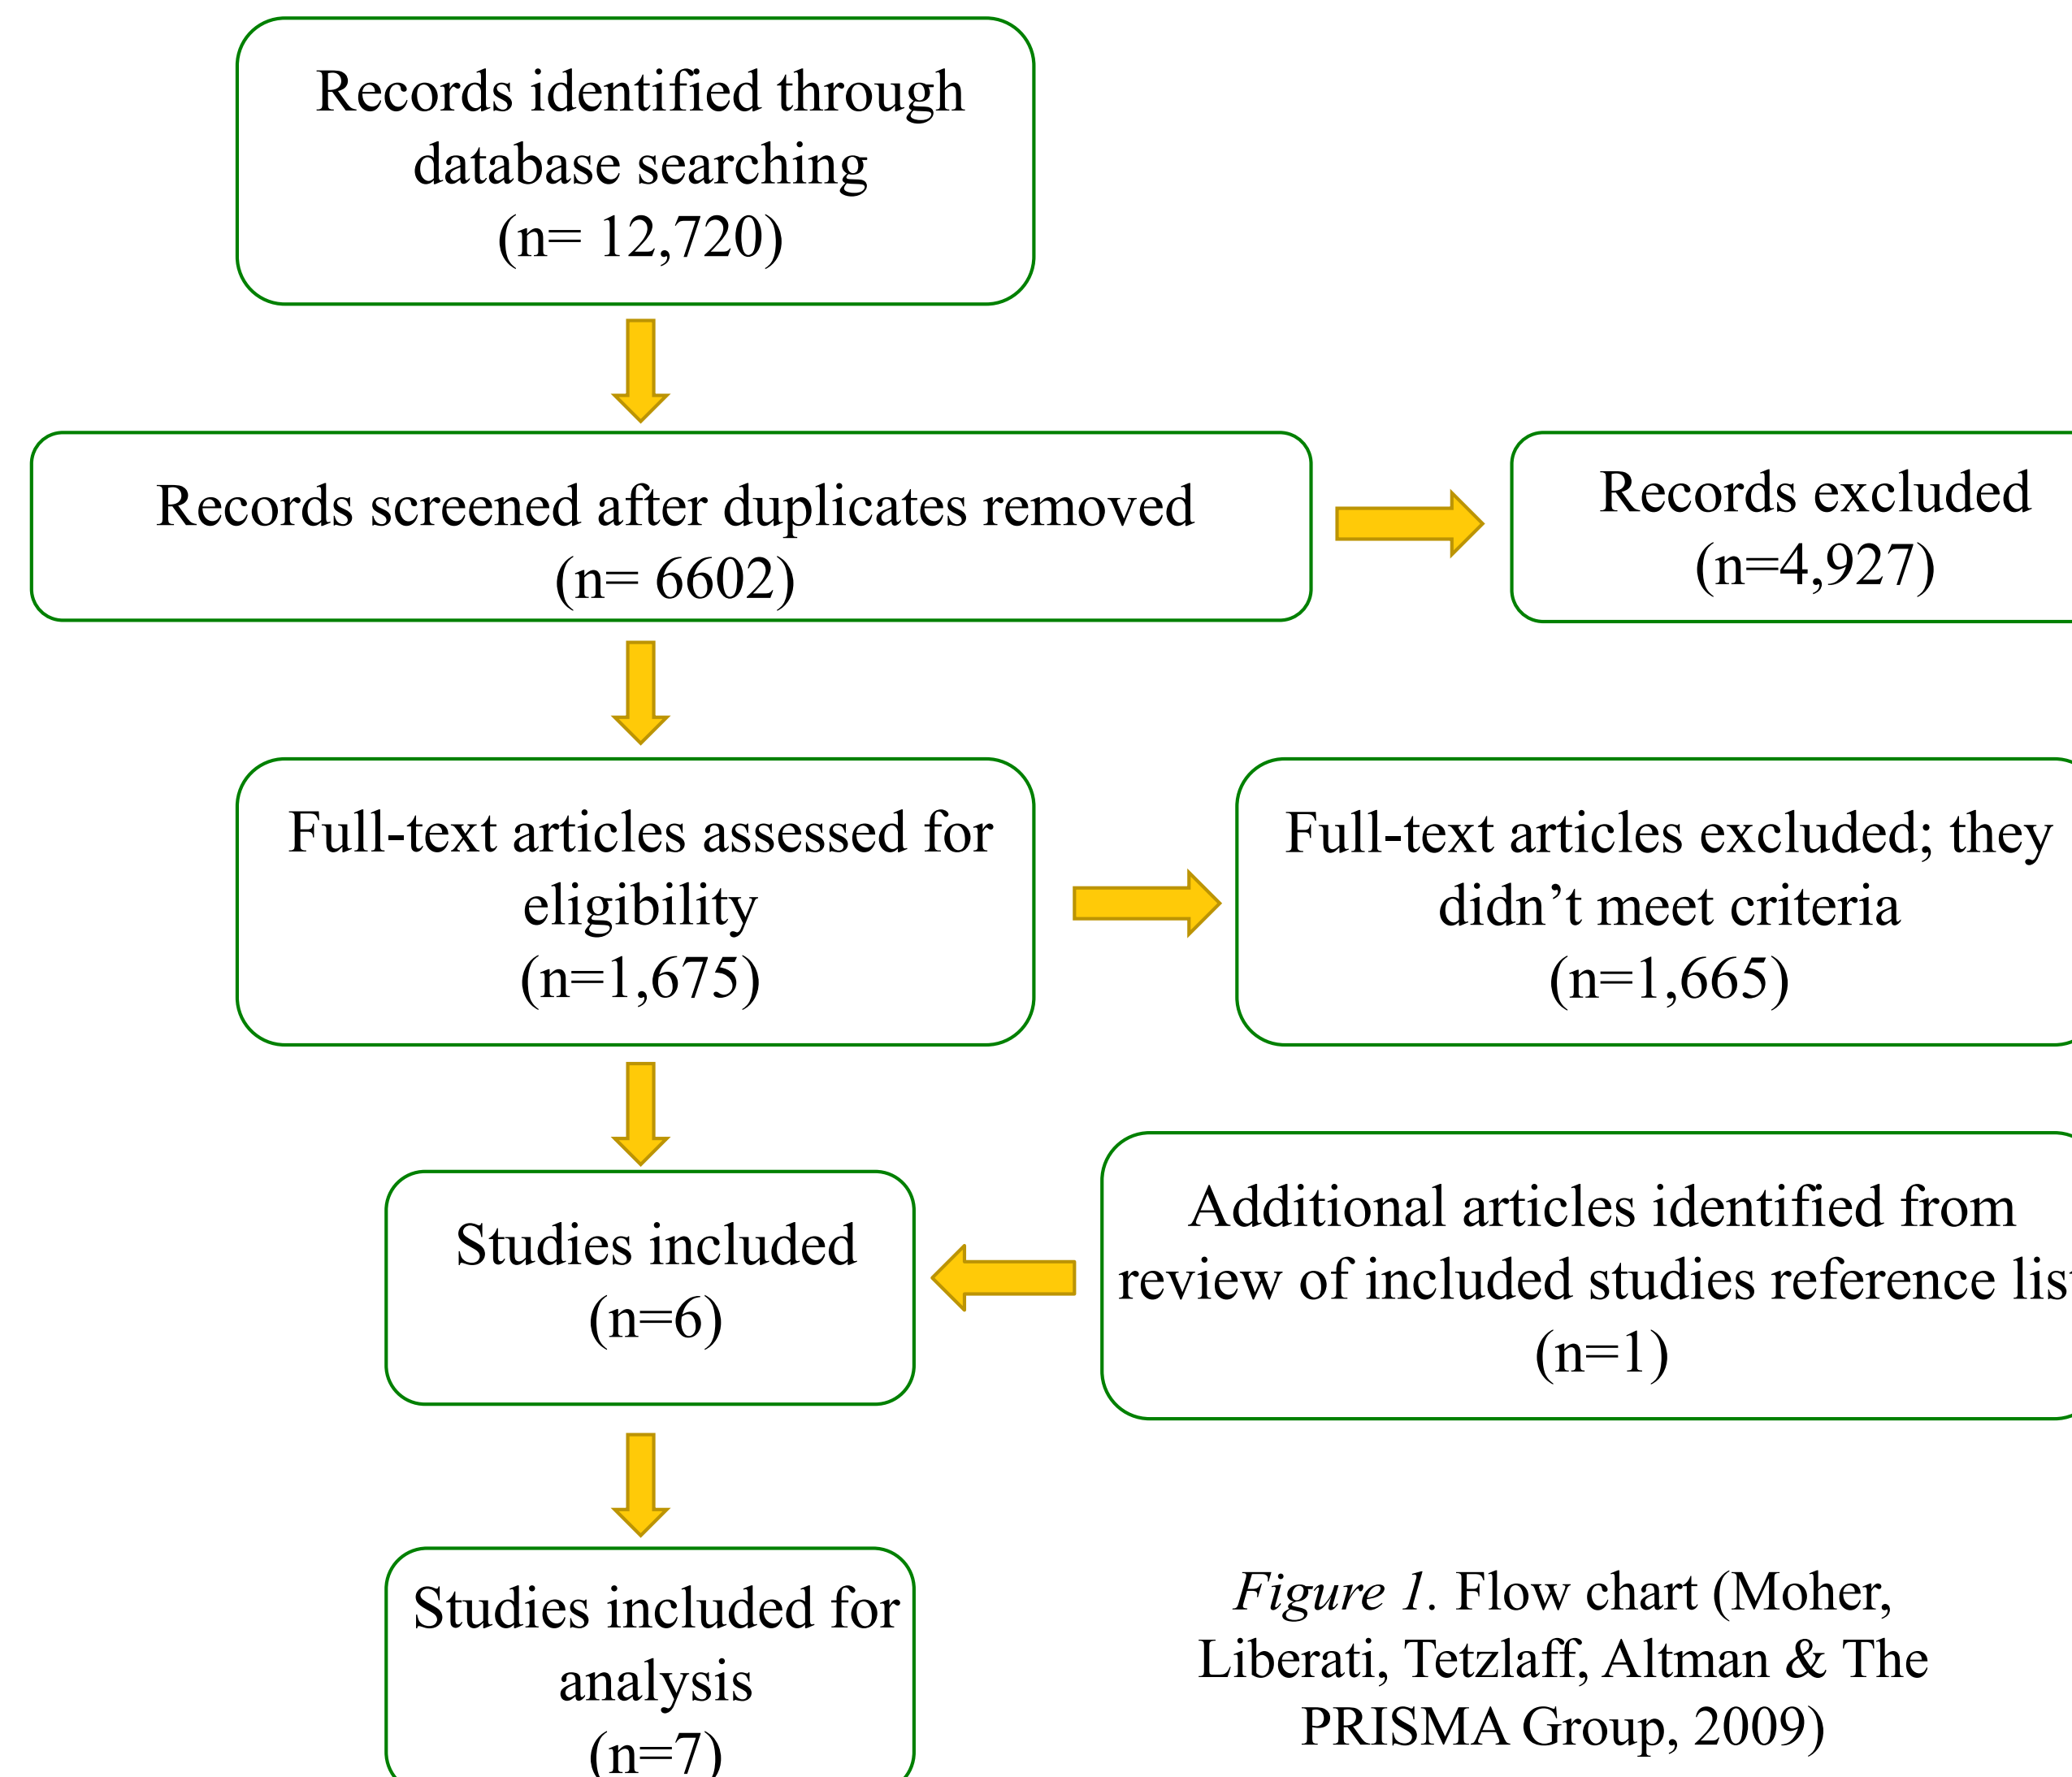 Records identified through
database searching
(n= 12,720)
Records screened after duplicates removed
(n= 6602)
Records excluded
(n=4,927)
Full-text articles assessed for
eligibility
(n=1,675)
Full-text articles excluded; they
didn’t meet criteria
(n=1,665)
Studies included
(n=6)
Additional articles identified from
review of included studies reference list
(n=1)
Studies included for
analysis
(n=7)
Figure 1. Flow chart (Moher,
Liberati, Tetzlaff, Altman & The
PRISMA Group, 2009)